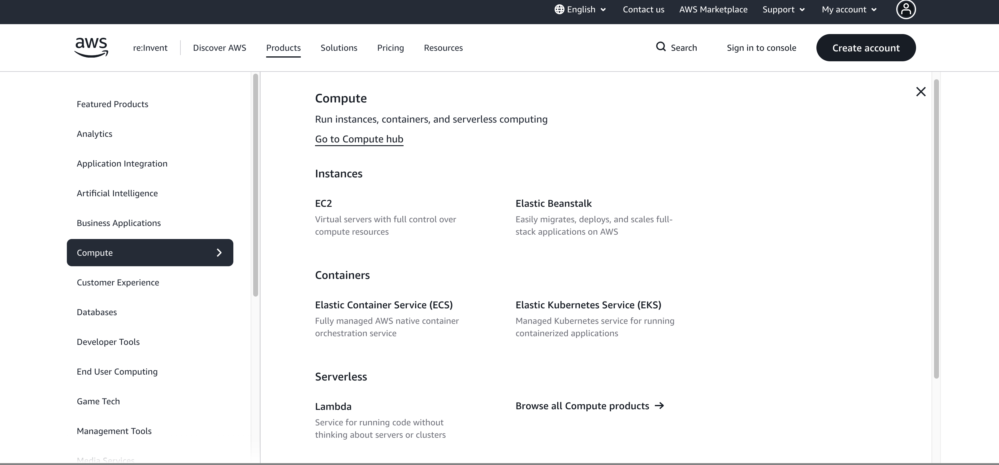 English
Contact us
AWS Marketplace
Support
My account
aws
re:Invent
Discover AWS
Products
Solutions
Pricing
Resources
Search
Sign in to console
Create account
Featured Products
Analytics
Application Integration
Artificial Intelligence
Business Applications
Compute
Customer Experience
Databases
Developer Tools
End User Computing
Game Tech
Management Tools
Media Services
Compute
Run instances, containers, and serverless computing
Go to Compute hub
Instances
EC2
Virtual servers with full control over
compute resources
Elastic Beanstalk
Easily migrates, deploys, and scales full-
stack applications on AWS
Containers
Elastic Container Service (ECS)
Fully managed AWS native container
orchestration service
Elastic Kubernetes Service (EKS)
Managed Kubernetes service for running
containerized applications
Serverless
Lambda
Service for running code without
thinking about servers or clusters
Browse all Compute products